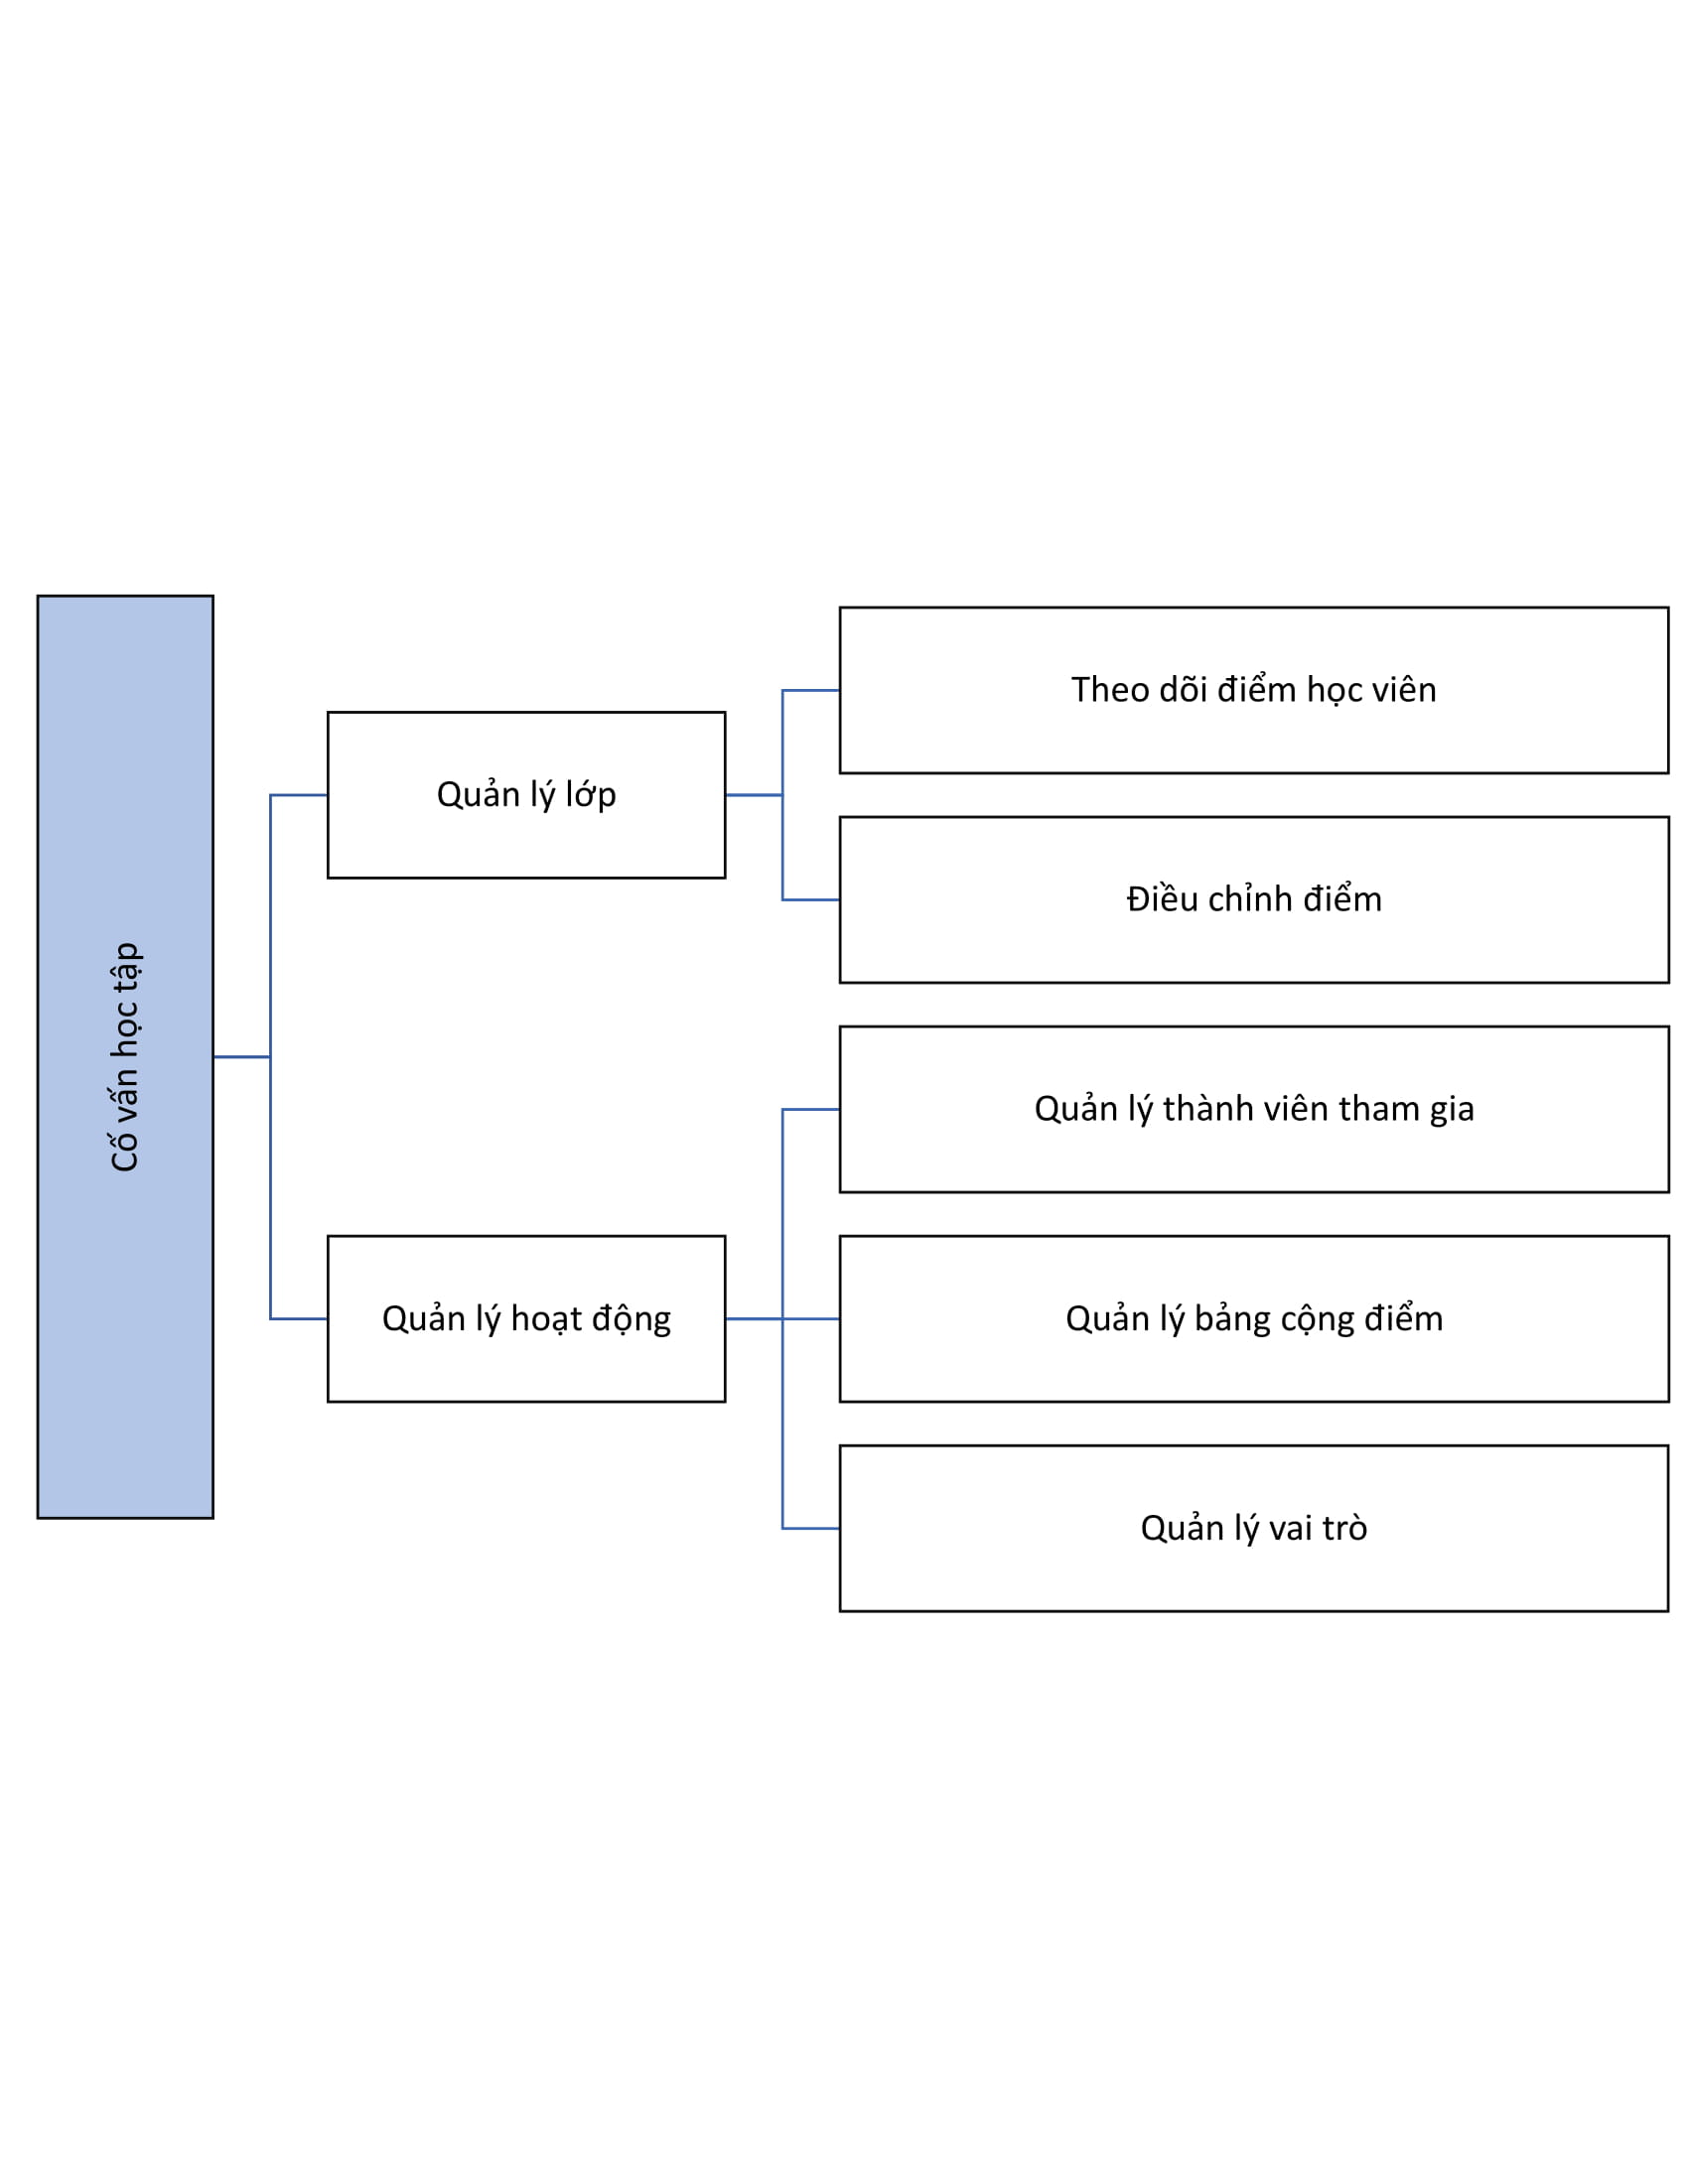 Cố vấn học tập
Quản lý lớp
Theo dõi điểm học viên
Điều chỉnh điểm
Quản lý hoạt động
Quản lý thành viên tham gia
Quản lý bảng cộng điểm
Quản lý vai trò